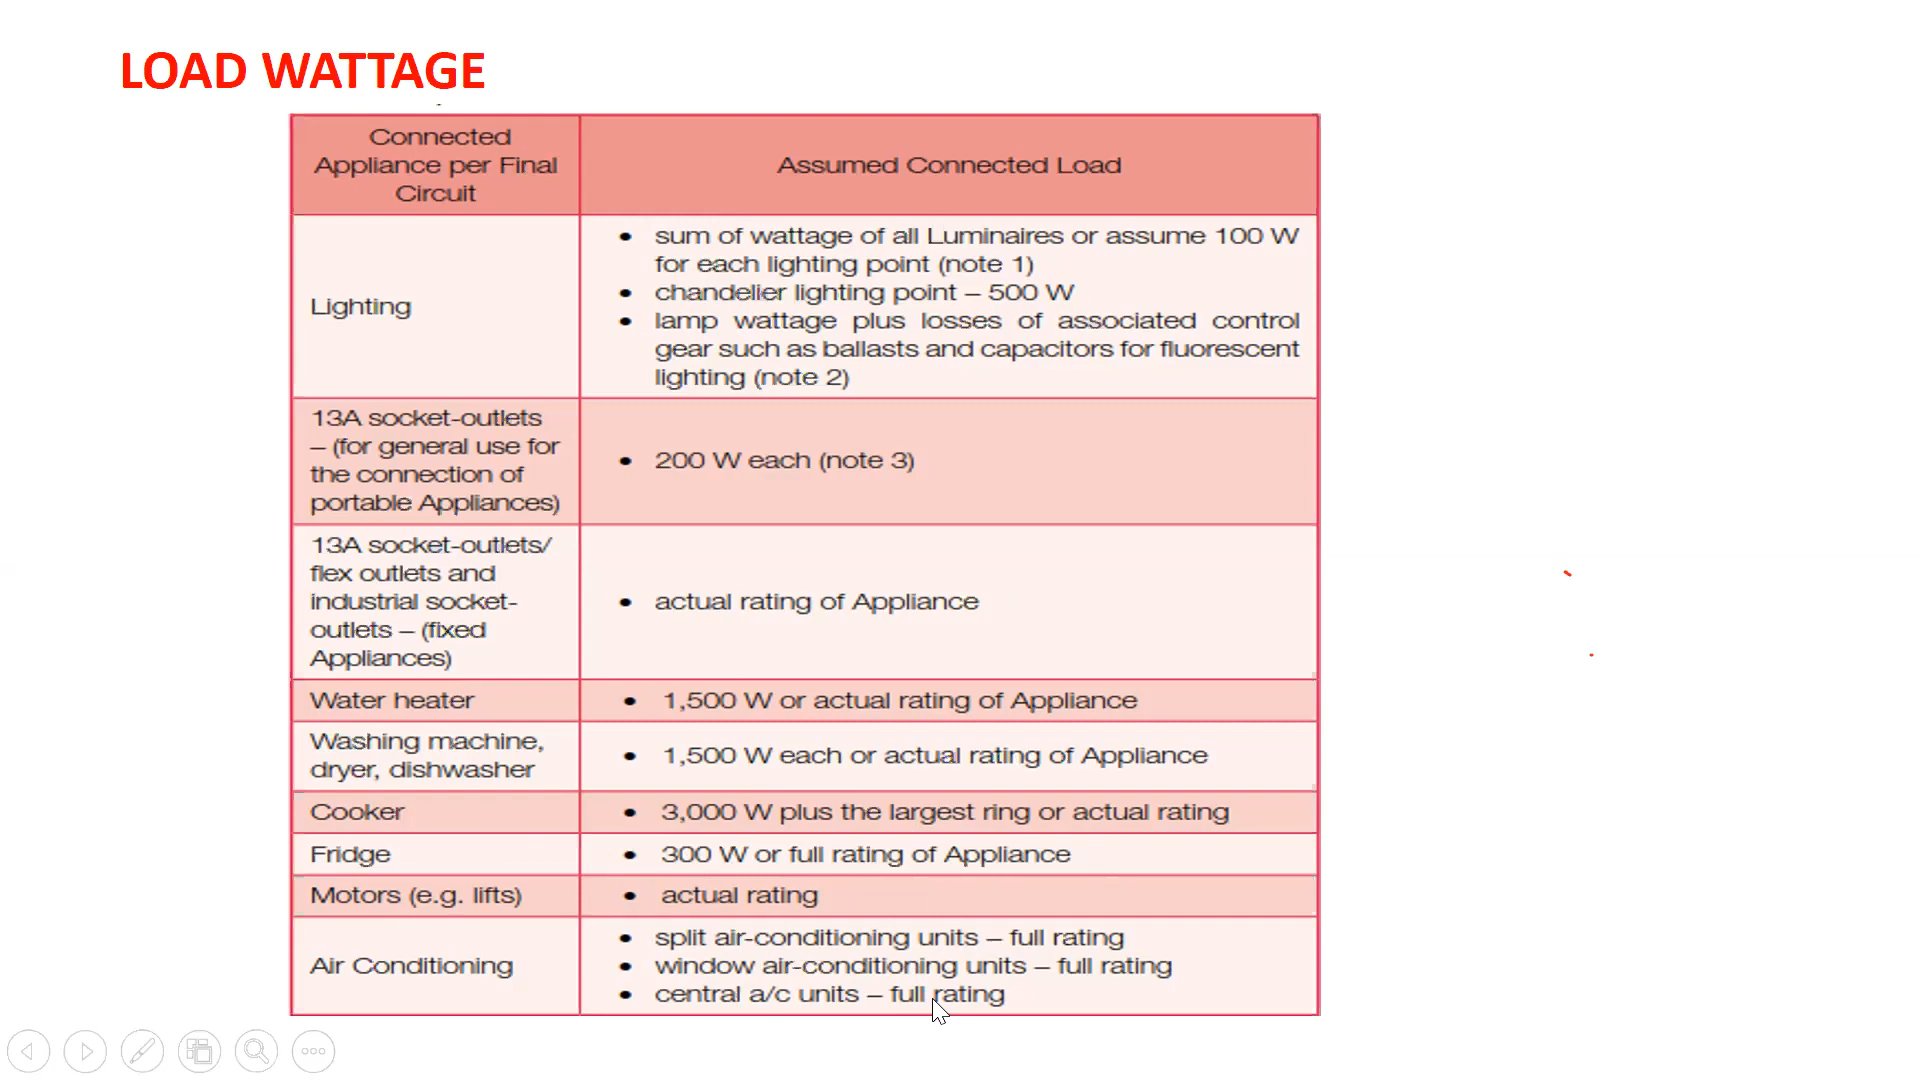 LOAD WATTAGE
Connected
Appliance per Final
Circuit
Assumed Connected Load
Lighting
• sum of wattage of all Luminaires or assume 100 W
for each lighting point (note 1)
• chandelier lighting point – 500 W
• lamp wattage plus losses of associated control
gear such as ballasts and capacitors for fluorescent
lighting (note 2)
13A socket-outlets
– (for general use for
the connection of
portable Appliances)
• 200 W each (note 3)
13A socket-outlets/
flex outlets and
industrial socket-
outlets – (fixed
Appliances)
• actual rating of Appliance
Water heater
• 1,500 W or actual rating of Appliance
Washing machine,
dryer, dishwasher
• 1,500 W each or actual rating of Appliance
Cooker
• 3,000 W plus the largest ring or actual rating
Fridge
• 300 W or full rating of Appliance
Motors (e.g. lifts)
• actual rating
Air Conditioning
• split air-conditioning units – full rating
• window air-conditioning units – full rating
• central a/c units – full rating